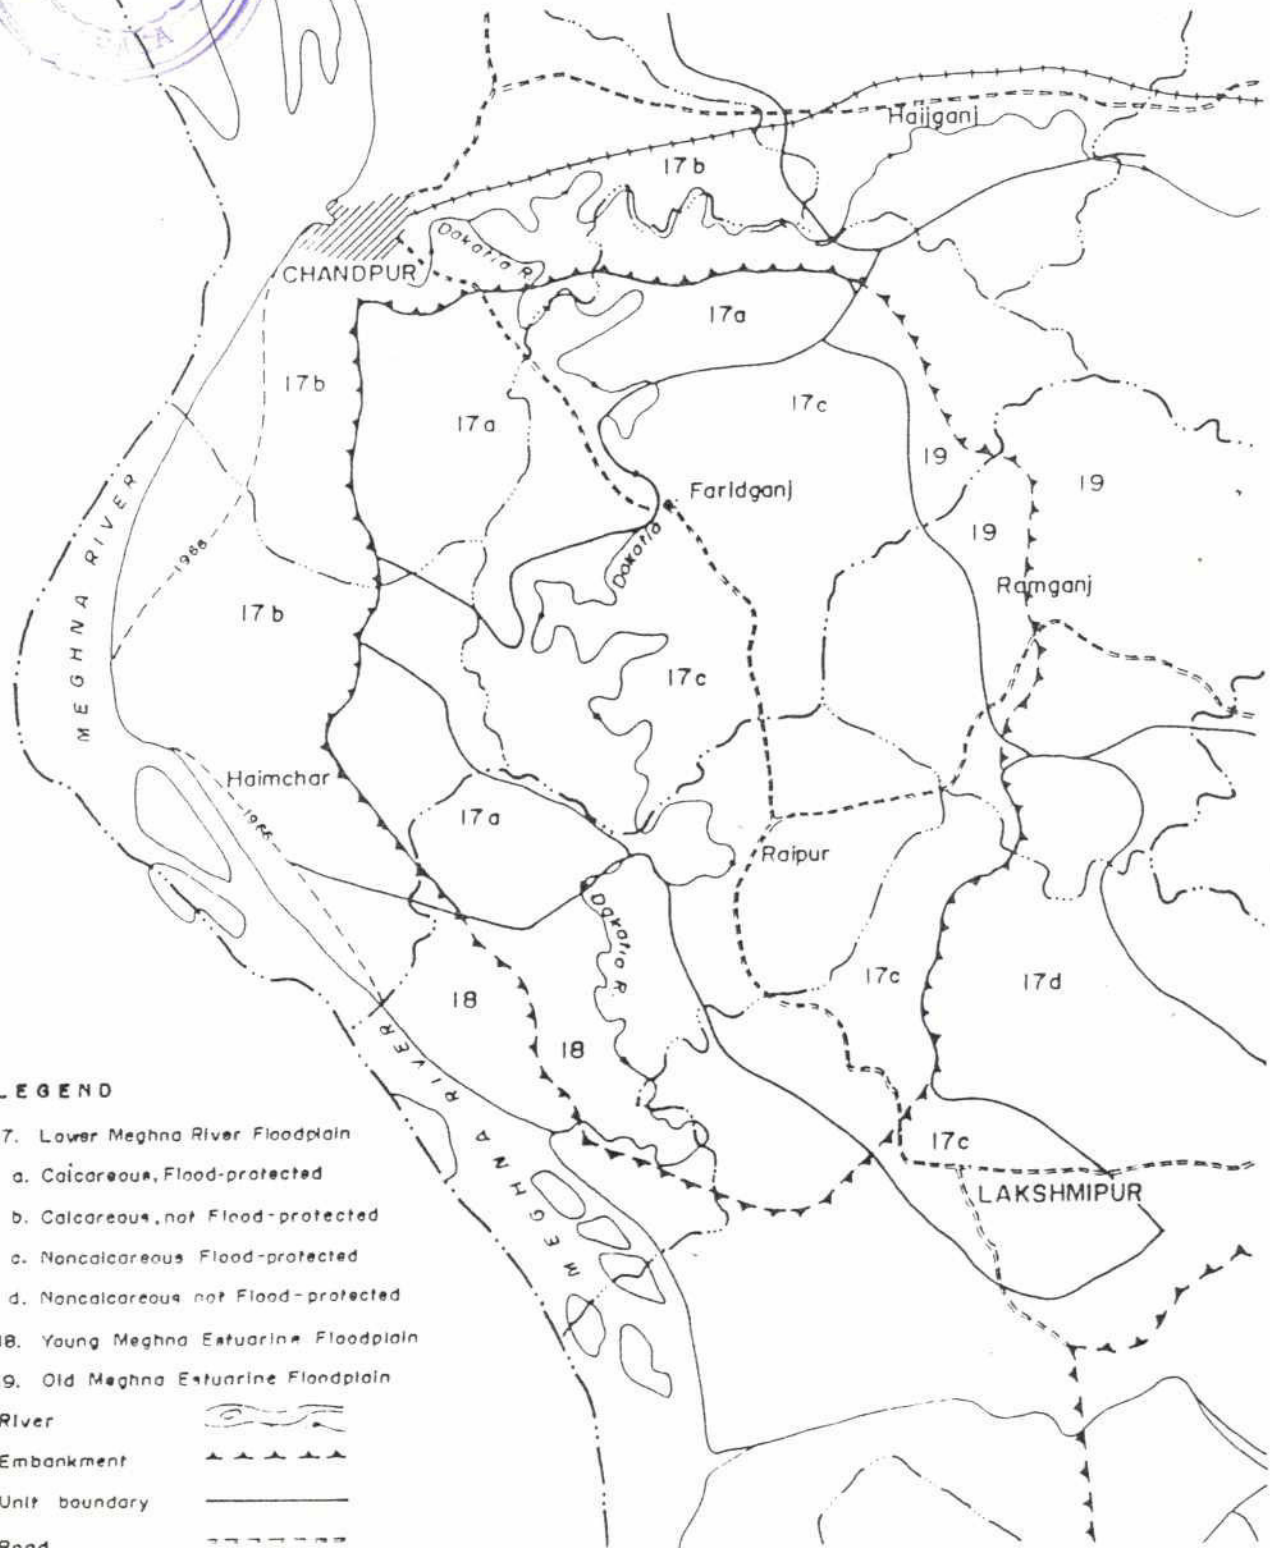 Hajiganj
17b
Dakatia R.
CHANDPUR
17a
17b
17a
17c
19
19
Faridganj
MEGHNA RIVER
19
Dakatia
1966
Ramganj
17b
17c
Haimchar
17a
1966
Raipur
Dakatia R.
17c
17d
18
18
MEGHNA RIVER
LEGEND
7. Lower Meghna River Floodplain
a. Calcareous, Flood-protected
b. Calcareous, not Flood-protected
c. Noncalcareous Flood-protected
d. Noncalcareous not Flood-protected
18. Young Meghna Estuarine Floodplain
9. Old Meghna Estuarine Floodplain
River
Embankment
Unit boundary
Road
17c
LAKSHMIPUR